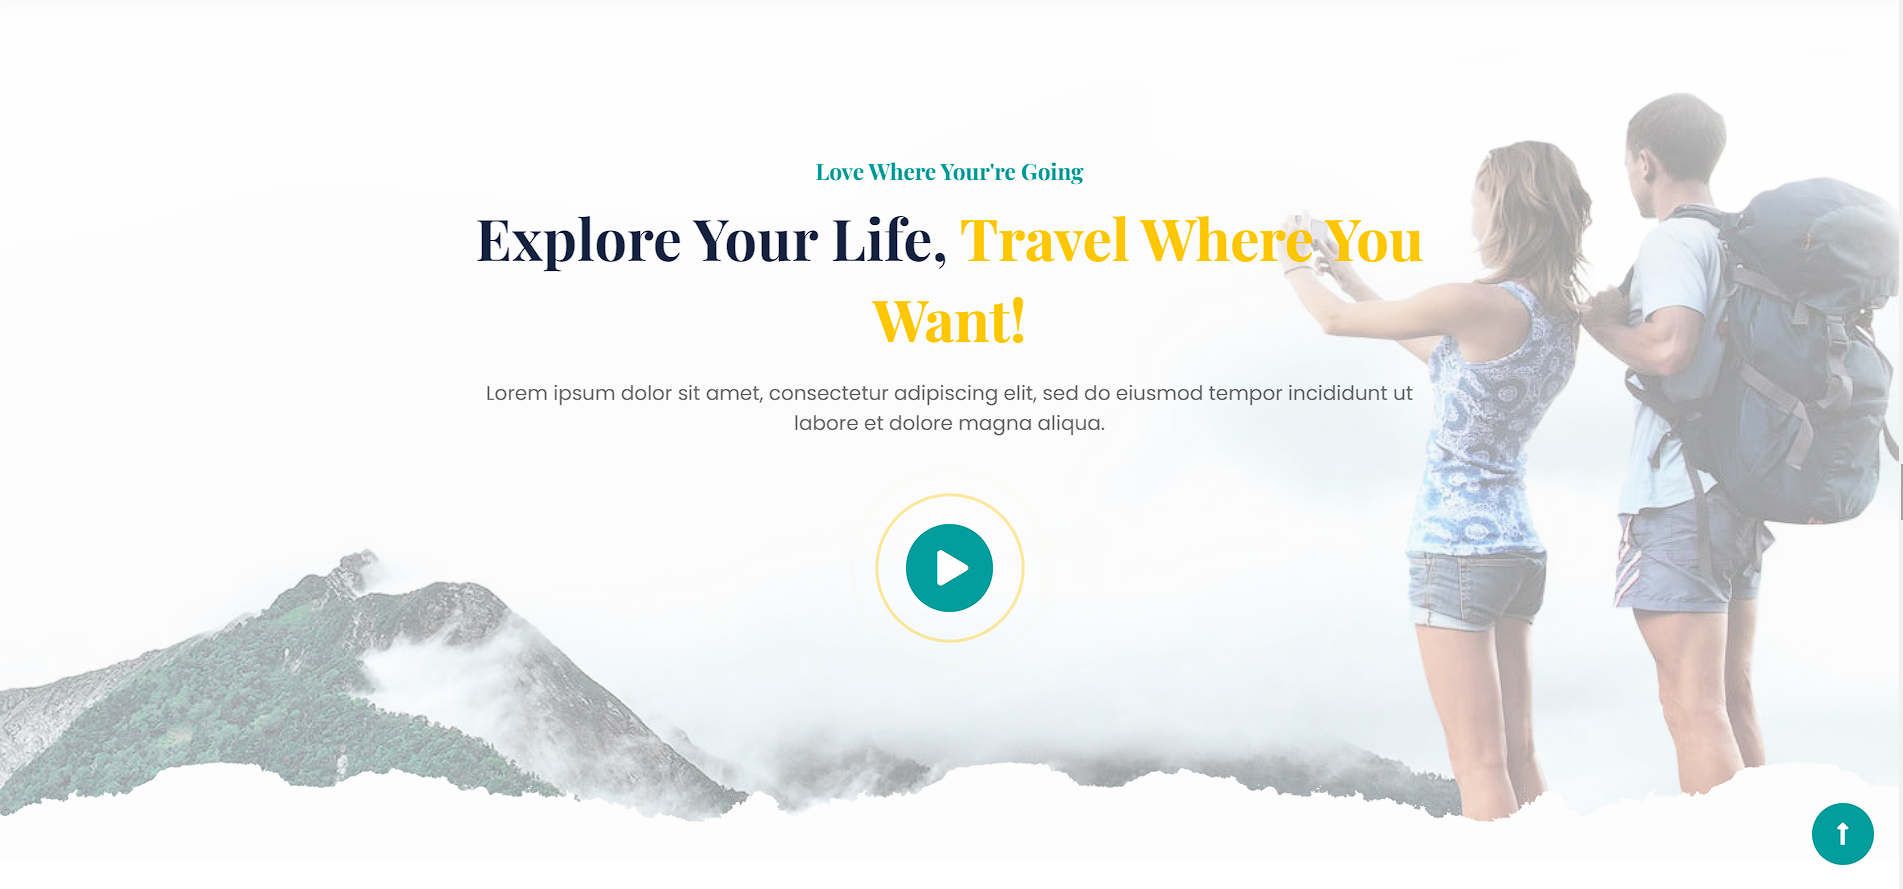 Love Where Your're Going
Explore Your Life, Travel Where You
Want!
Lorem ipsum dolor sit amet, consectetur adipiscing elit, sed do eiusmod tempor incididunt ut
labore et dolore magna aliqua.